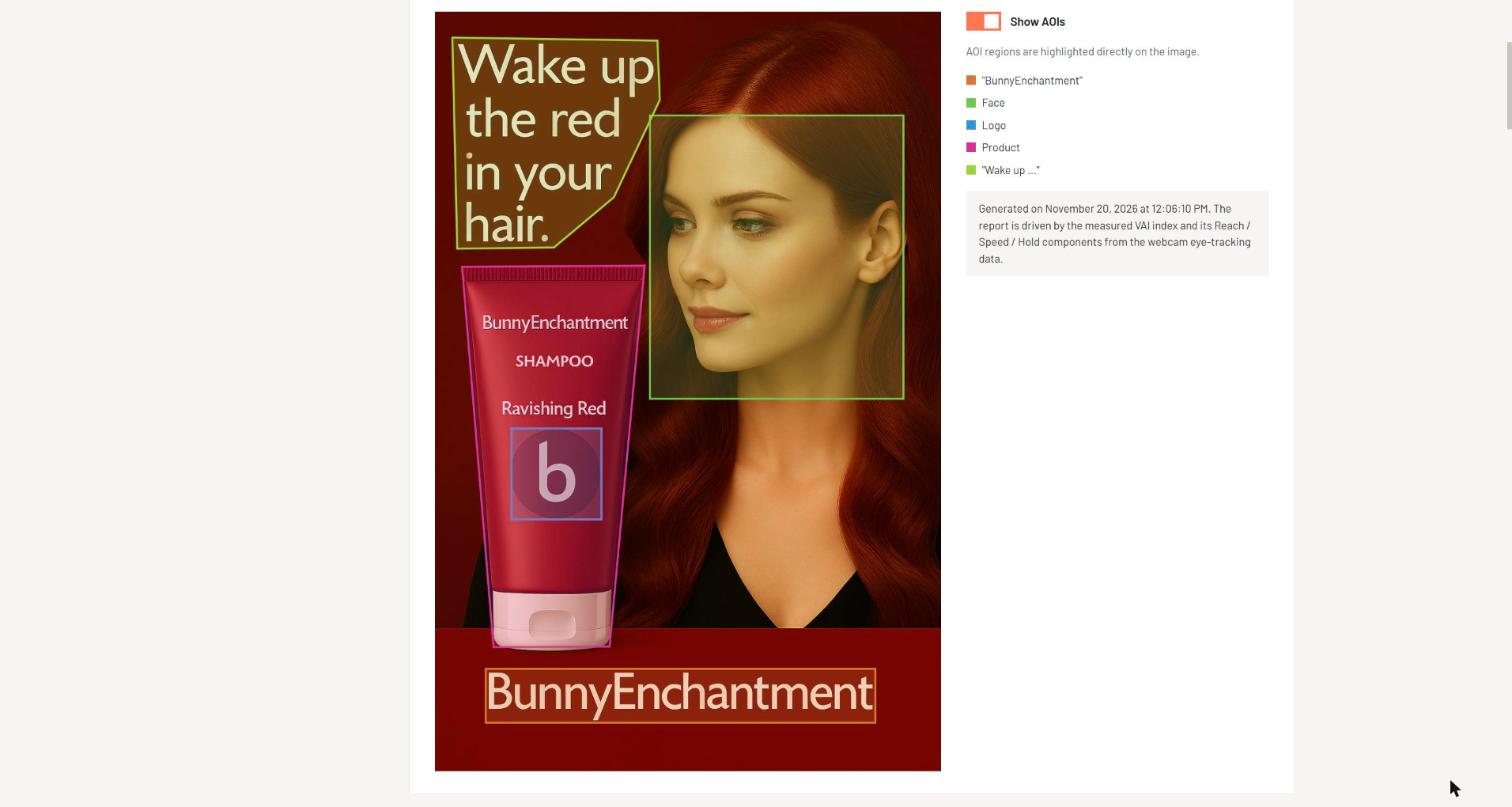 Wake up
the red
in your
hair.
BunnyEnchantment
SHAMPOO
Ravishing Red
b
BunnyEnchantment
Show AOIs
AOI regions are highlighted directly on the image.
"BunnyEnchantment"
Face
Logo
Product
"Wake up ..."
Generated on November 20, 2026 at 12:06:10 PM. The
report is driven by the measured VAI index and its Reach /
Speed / Hold components from the webcam eye-tracking
data.